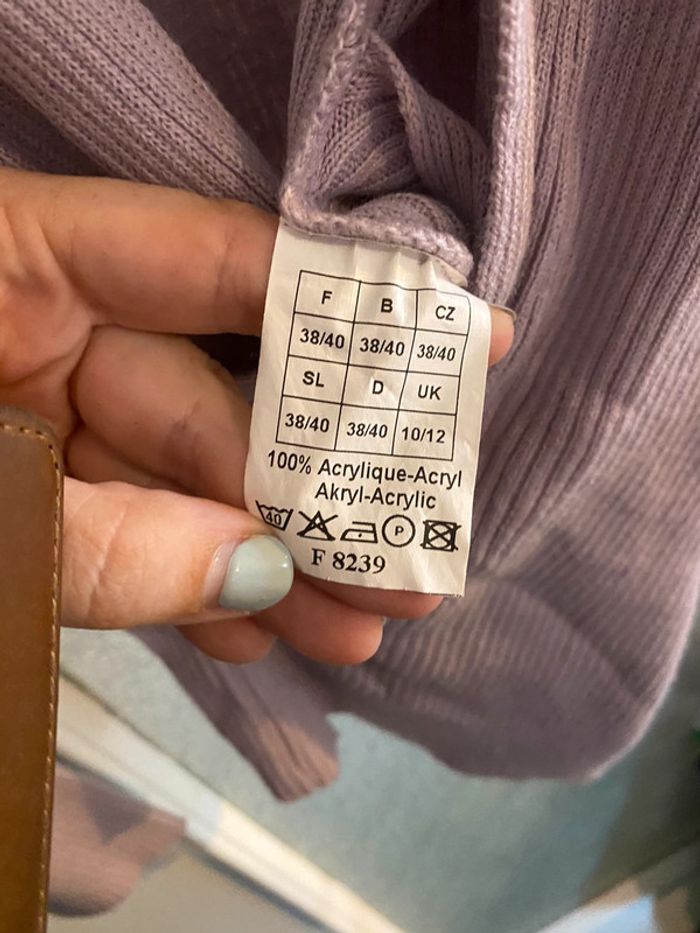 F B CZ
38/40 38/40 38/40
SL D UK
38/40 38/40 10/12
100% Acrylique-Acryl
Akryl-Acrylic
40 P
F 8239